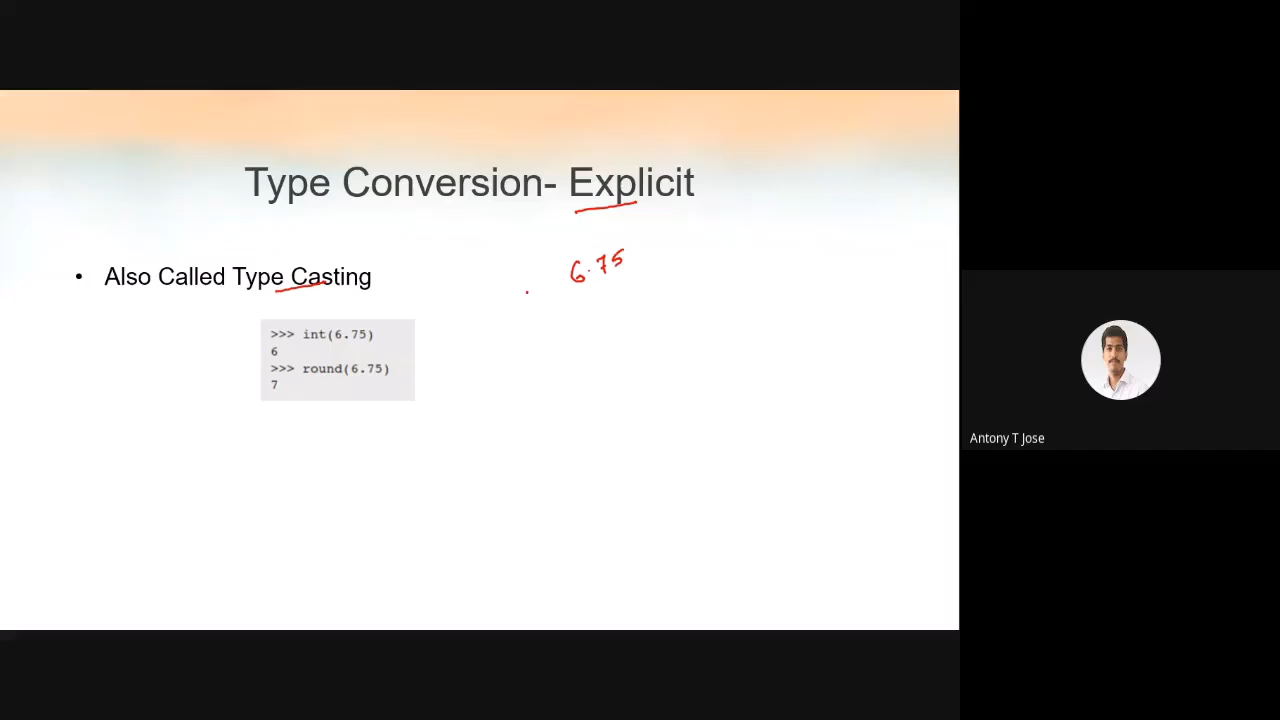 Type Conversion- Explicit
6.75
• Also Called Type Casting
>>> int(6.75)
6
>>> round(6.75)
7
Antony T Jose